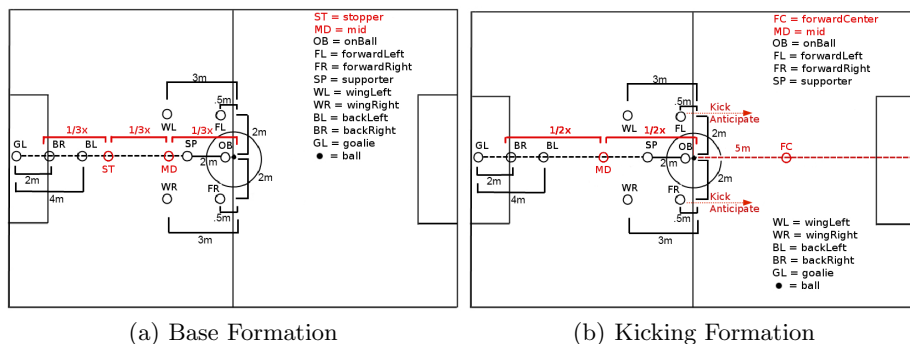 ST = stopper
MD = mid
OB = onBall
FL = forwardLeft
FR = forwardRight
SP = supporter
WL = wingLeft
WR = wingRight
BL = backLeft
BR = backRight
GL = goalie
= ball
3m
.5m
WL
FL
1/3x
1/3x
1/3x
2m
GL
BR
BL
SP
OB
ST
MD
2m
2m
2m
4m
WR
FR
.5m
3m
(a) Base Formation
FC = forwardCenter
MD = mid
OB = onBall
FL = forwardLeft
FR = forwardRight
SP = supporter
3m
.5m
Kick
Anticipate
WL
FL
1/2x
1/2x
2m
GL
BR
BL
SP
OB
5m
FC
MD
2m
2m
2m
4m
WR
FR
Kick
Anticipate
.5m
3m
WL = wingLeft
WR = wingRight
BL = backLeft
BR = backRight
GL = goalie
= ball
(b) Kicking Formation